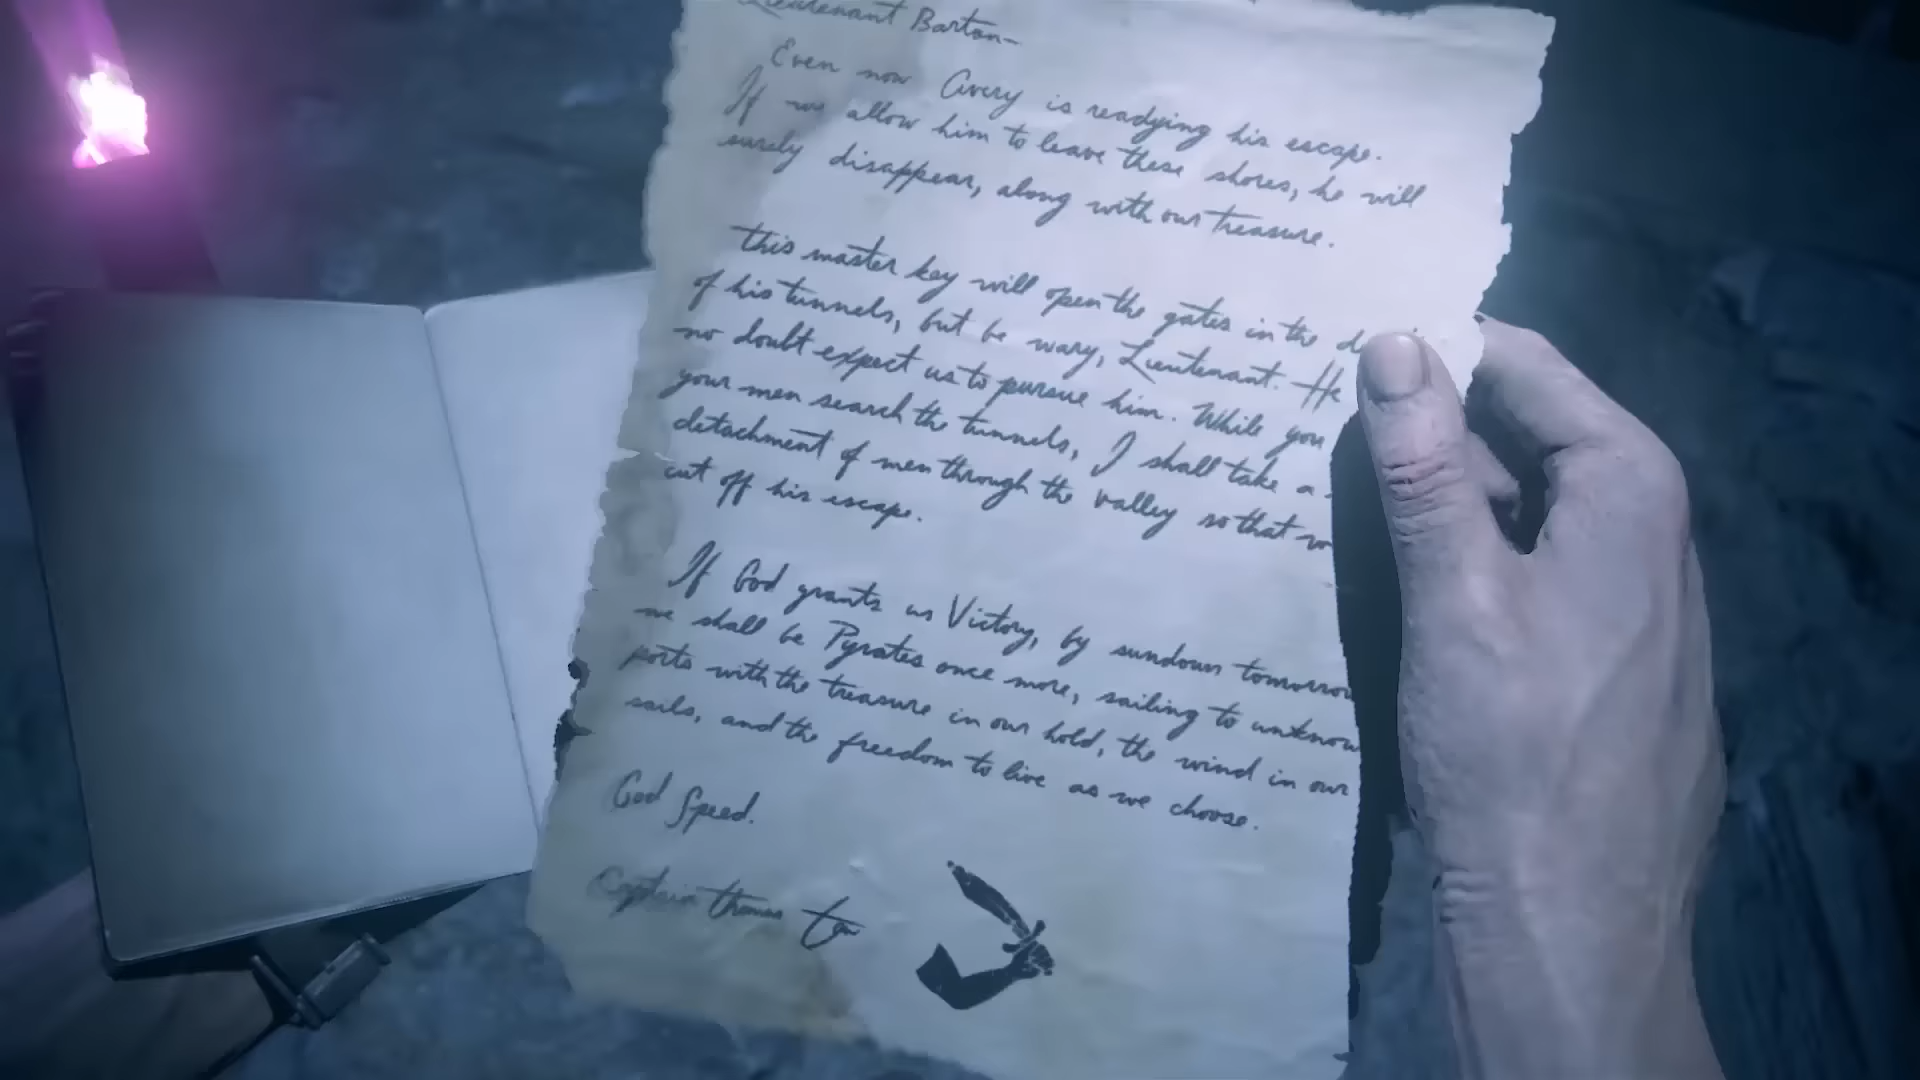 Lieutenant Barton-
Even now Avery is readying his escape.
If we allow him to leave these shores, he will
surely disappear, along with our treasure.
This master key will open the gates in the
of his tunnels, but be wary, Lieutenant. He
no doubt expect us to pursue him. While you
your men search the tunnels, I shall take a
detachment of men through the valley so that
cut off his escape.
If God grants us Victory, by sundown tomorrow
we shall be Pyrates once more, sailing to unknown
ports with the treasure in our hold, the wind in our
sails, and the freedom to live as we choose.
God Speed.
Captain Thomas Tew